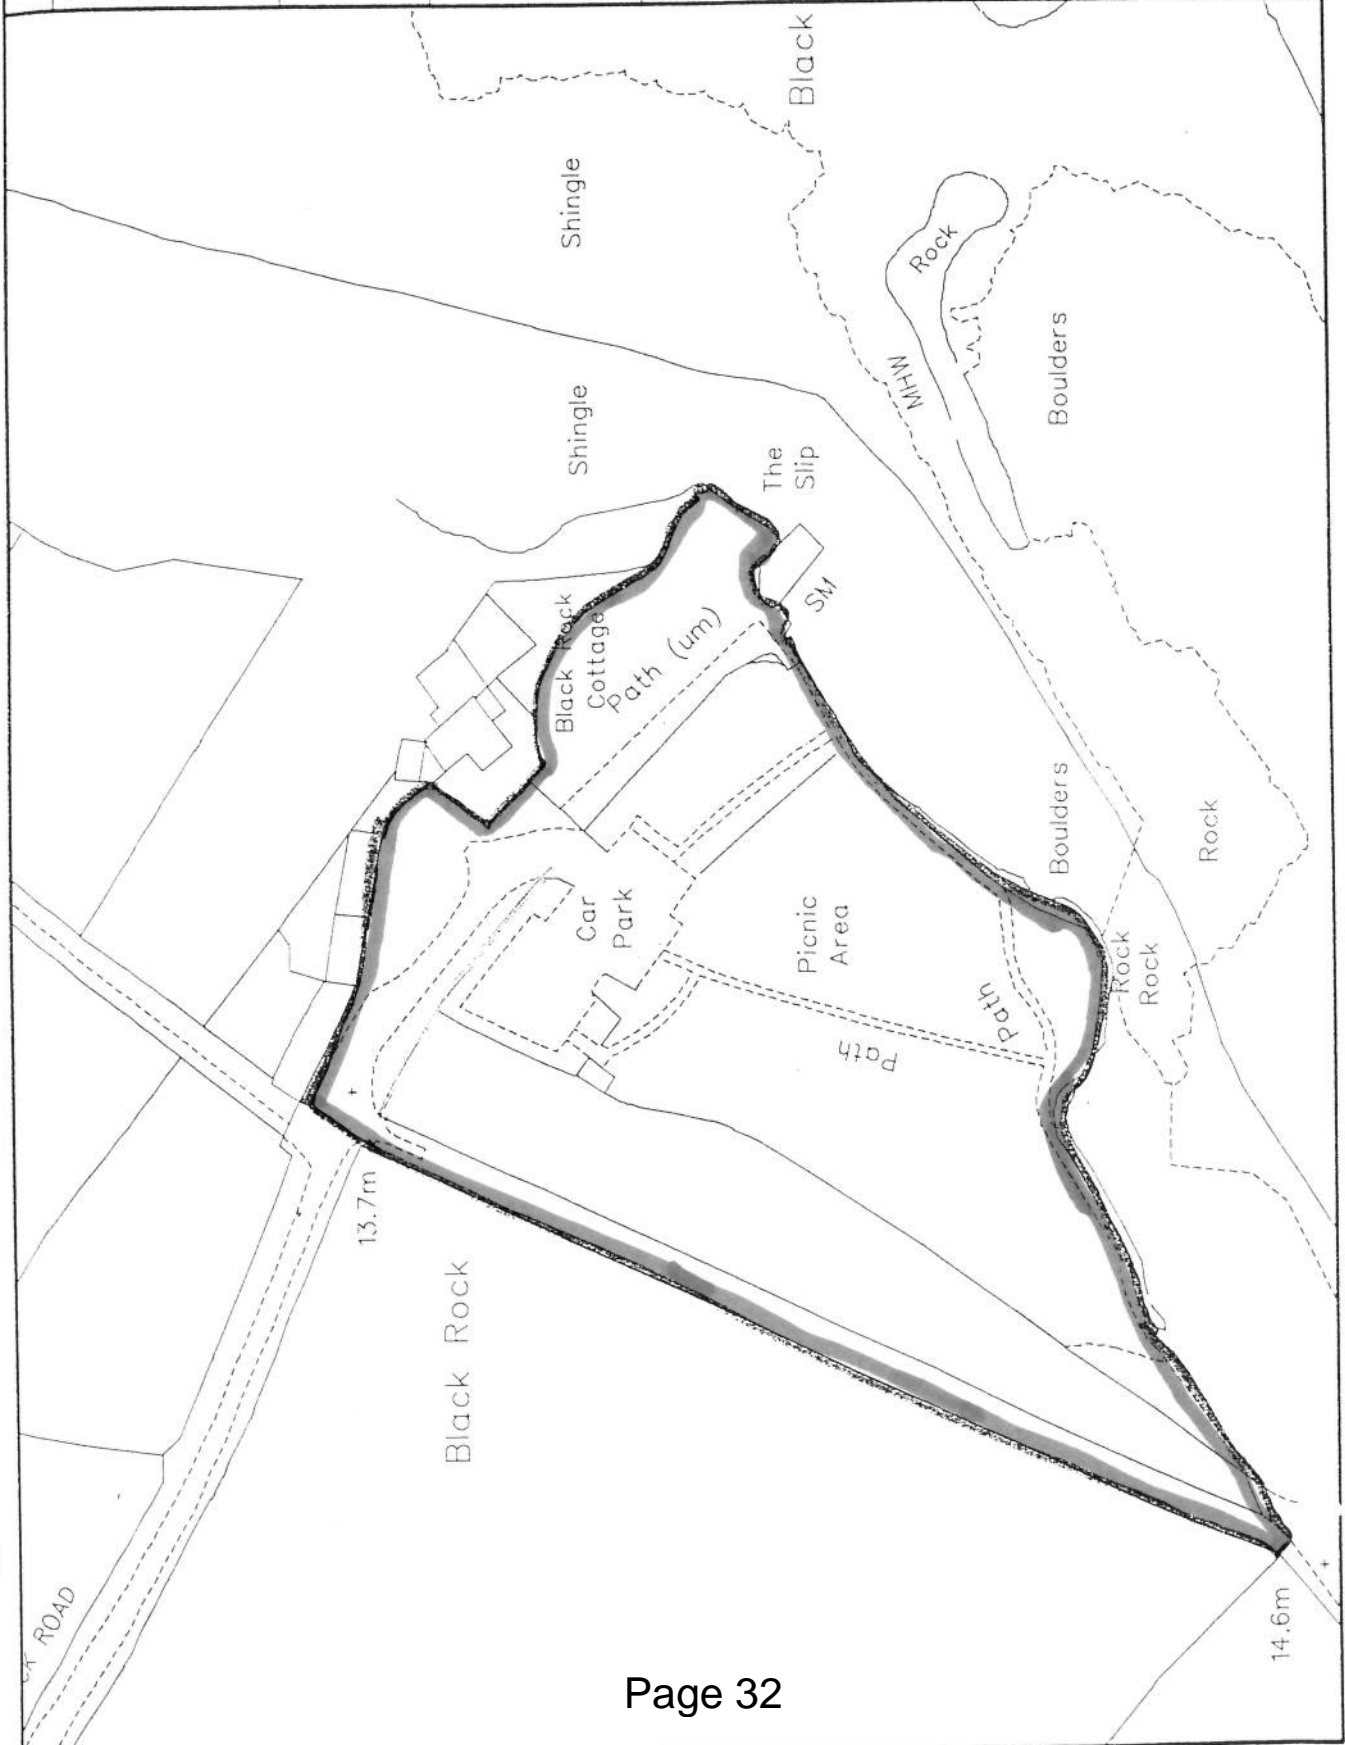 Black
Shingle
Rock
MHW
Boulders
Shingle
The
Slip
SM
Black Rock
Cottage
Path (um)
Boulders
Rock
Car
Park
Picnic
Area
Rock
Rock
Path
Path
13.7m
Black Rock
ROAD
14.6m
Page 32